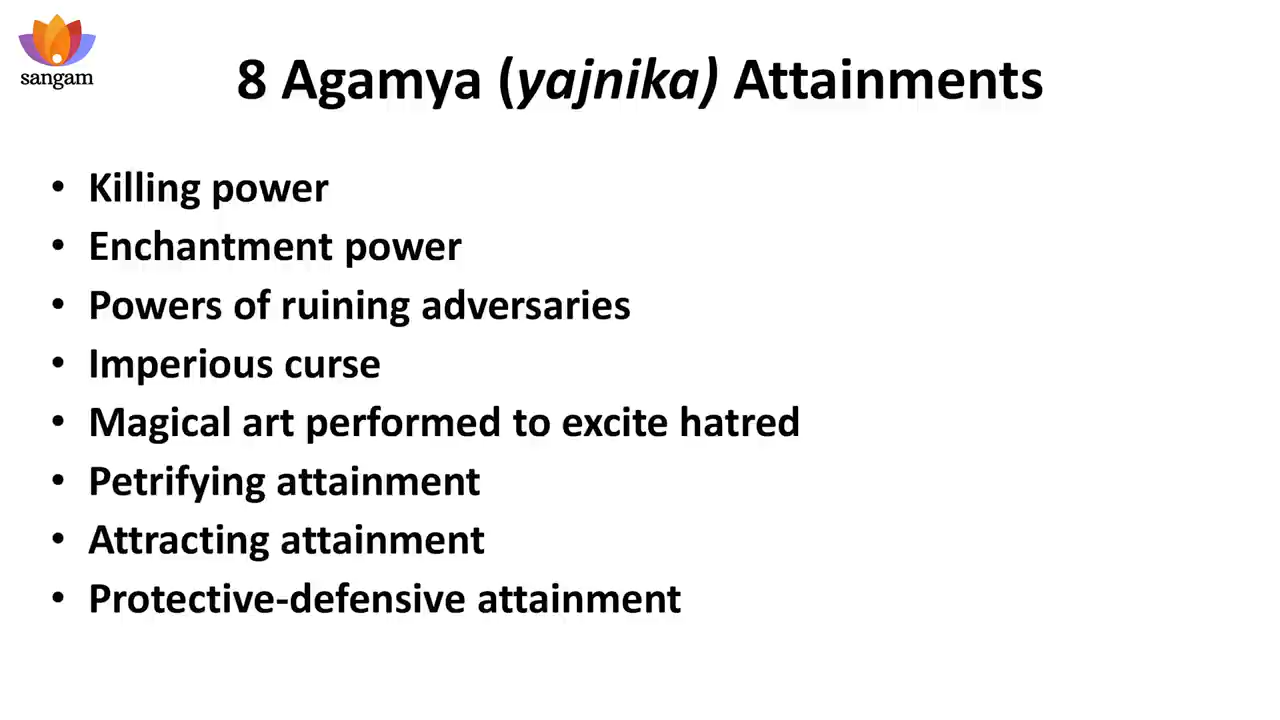 sangam
8 Agamya (yajnika) Attainments
• Killing power
• Enchantment power
• Powers of ruining adversaries
• Imperious curse
• Magical art performed to excite hatred
• Petrifying attainment
• Attracting attainment
• Protective-defensive attainment